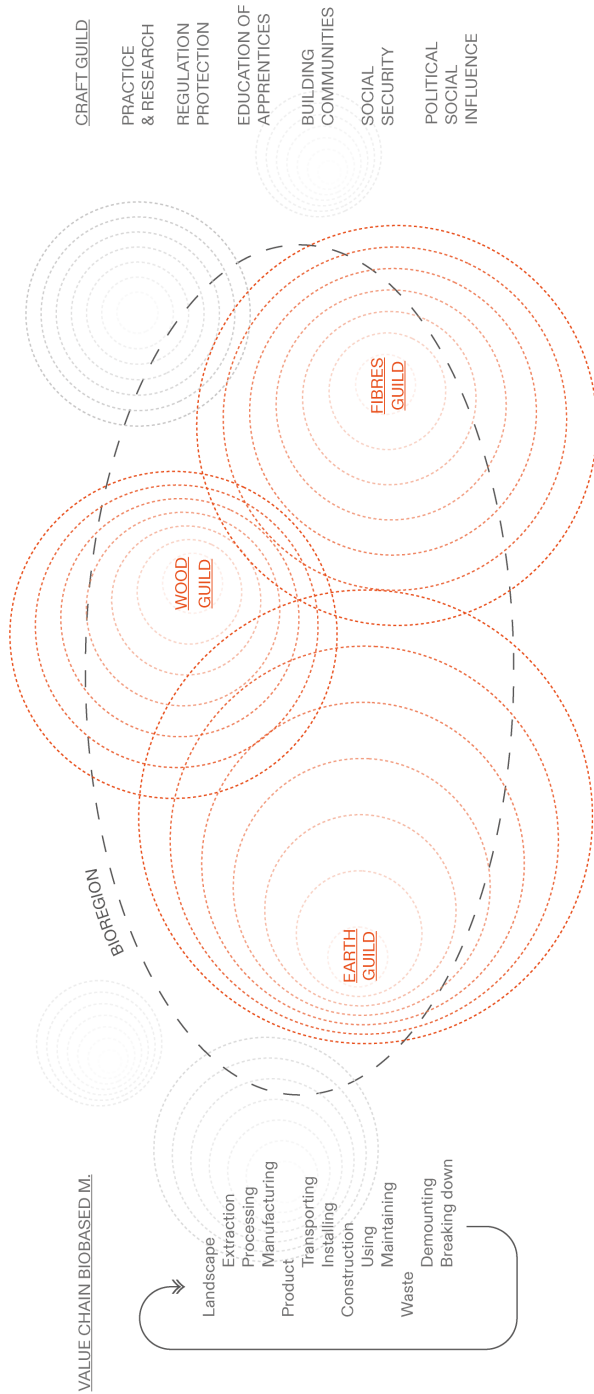 VALUE CHAIN BIOBASED M.
Landscape
Extraction
Processing
Manufacturing
Product
Transporting
Installing
Construction
Using
Maintaining
Waste
Demounting
Breaking down
BIOREGION
EARTH
GUILD
WOOD
GUILD
FIBRES
GUILD
CRAFT GUILD
PRACTICE
& RESEARCH
REGULATION
PROTECTION
EDUCATION OF
APPRENTICES
BUILDING
COMMUNITIES
SOCIAL
SECURITY
POLITICAL
SOCIAL
INFLUENCE